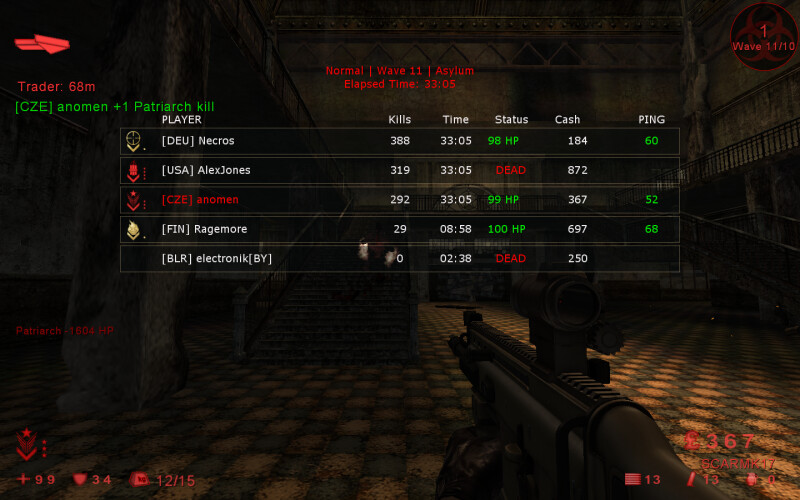 1
Wave 11/10
Normal | Wave 11 | Asylum
Elapsed Time: 33:05
Trader: 68m
[CZE] anomen +1 Patriarch kill
PLAYER Kills Time Status Cash PING
[DEU] Necros 388 33:05 98 HP 184 60
[USA] AlexJones 319 33:05 DEAD 872
[CZE] anomen 292 33:05 99 HP 367 52
[FIN] Ragemore 29 08:58 100 HP 697 68
[BLR] electronik[BY] 0 02:38 DEAD 250
Patriarch -1604 HP
£ 367
SCARMK17
99 34 12/15 13 13 0